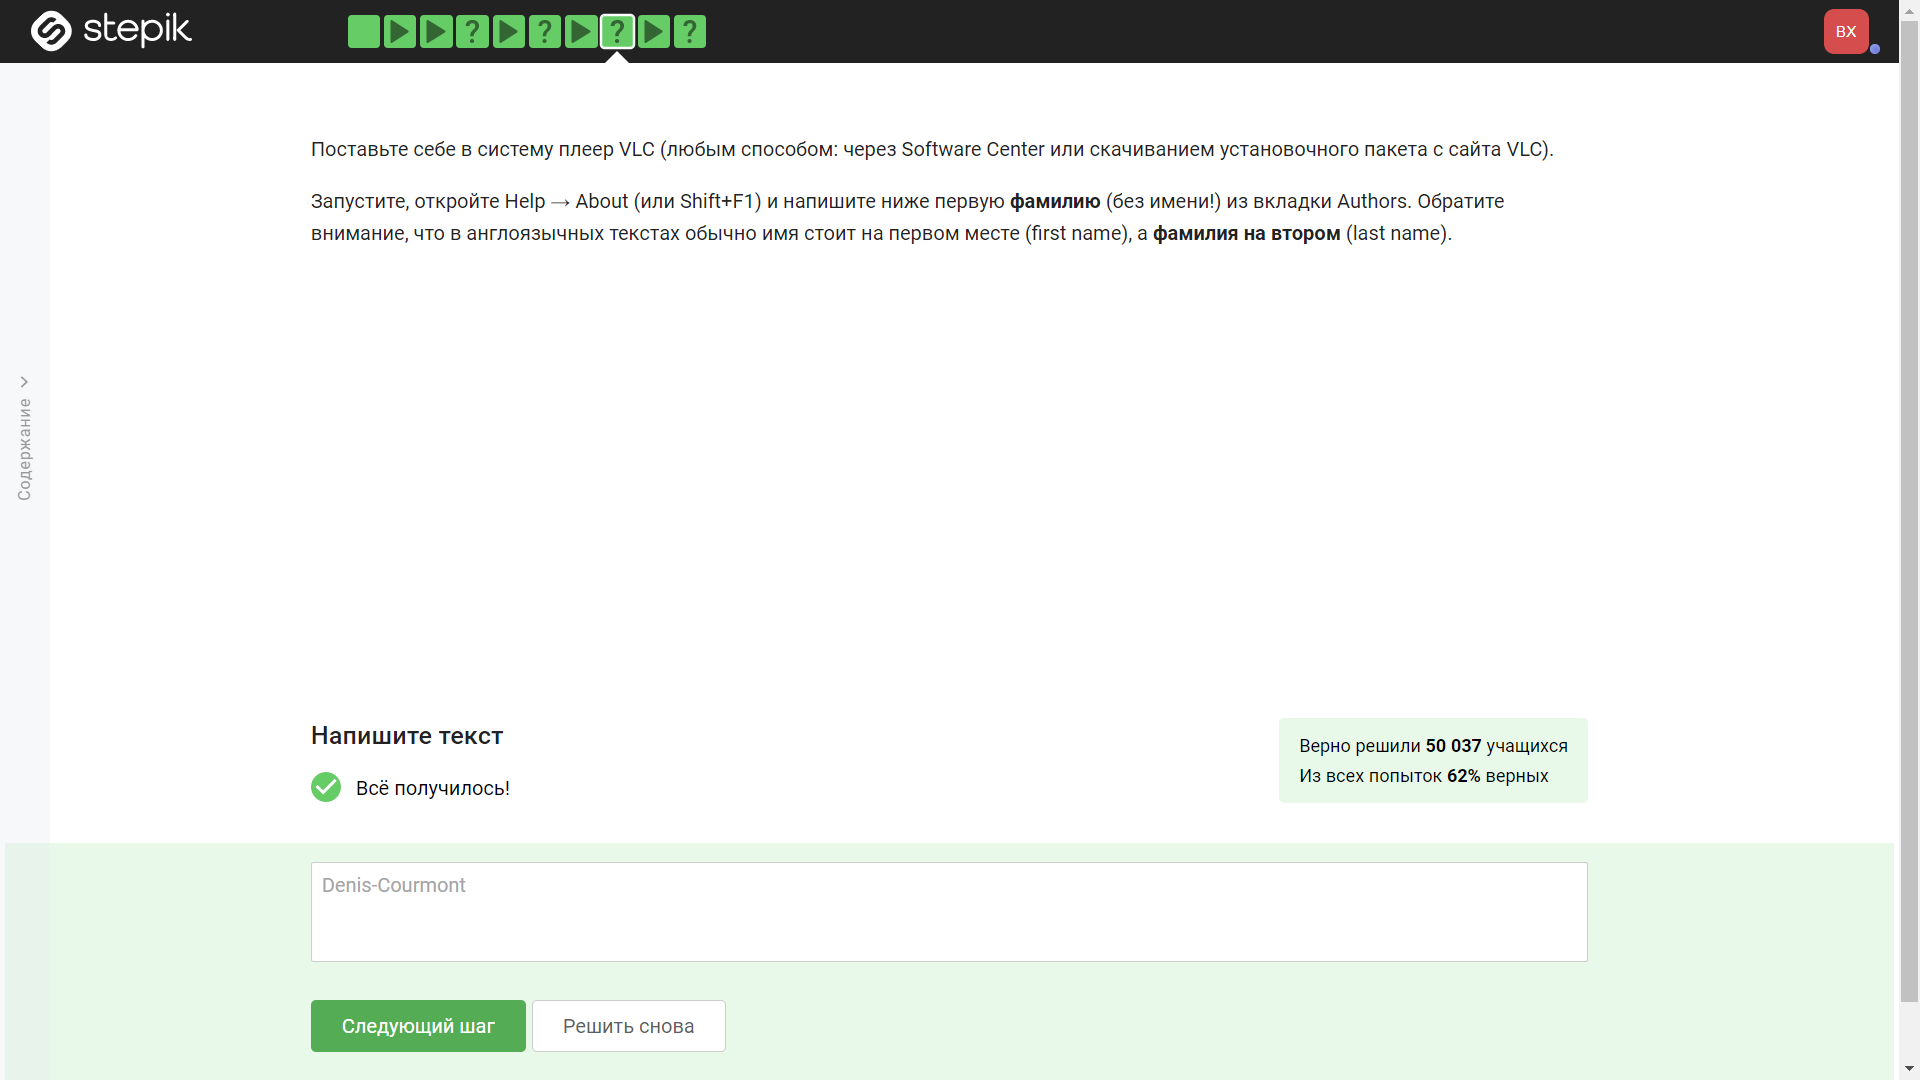 stepik
? ? ? ?
BX
Поставьте себе в систему плеер VLC (любым способом: через Software Center или скачиванием установочного пакета с сайта VLC).
Запустите, откройте Help → About (или Shift+F1) и напишите ниже первую фамилию (без имени!) из вкладки Authors. Обратите
внимание, что в англоязычных текстах обычно имя стоит на первом месте (first name), а фамилия на втором (last name).
Содержание
Напишите текст
Верно решили 50 037 учащихся
Из всех попыток 62% верных
Всё получилось!
Denis-Courmont
Следующий шаг
Решить снова